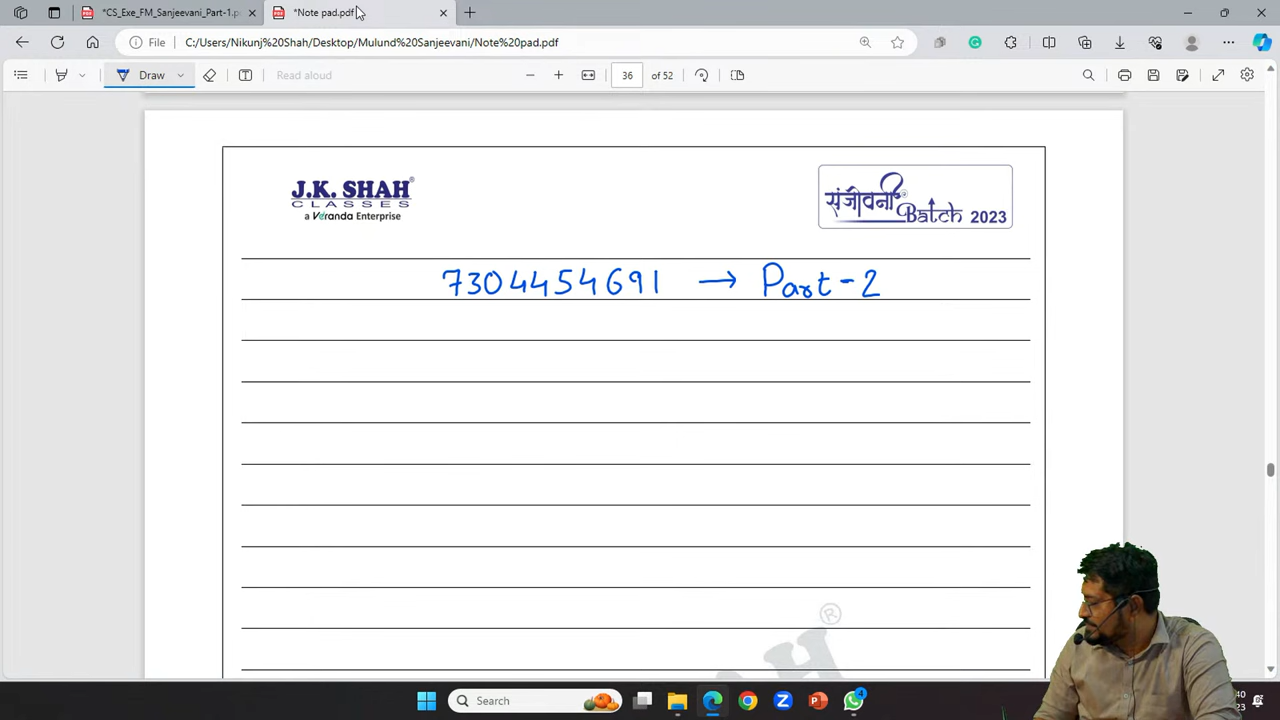 *CS_Exe_FM_Sanjeevani_Part-1.p
*Note pad.pdf
File
C:/Users/Nikunj%20Shah/Desktop/Mulund%20Sanjeevani/Note%20pad.pdf
Draw
Read aloud
36 of 52
J.K. SHAH®
CLASSES
a Veranda Enterprise
संजीवनी
Batch 2023
7304454691 → Part-2
®
Search
4